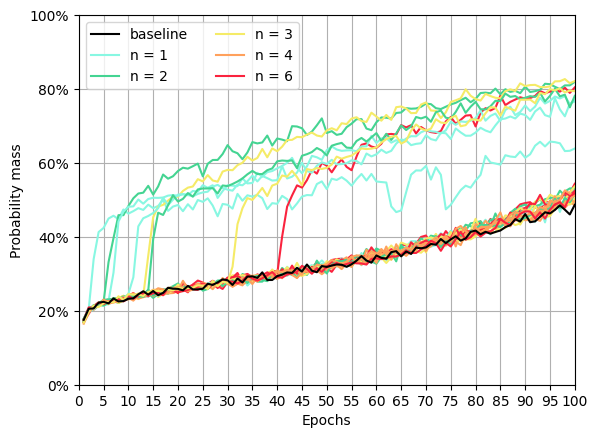 100%
80%
60%
40%
20%
0%
Probability mass
baseline
n = 1
n = 2
n = 3
n = 4
n = 6
0 5 10 15 20 25 30 35 40 45 50 55 60 65 70 75 80 85 90 95 100
Epochs